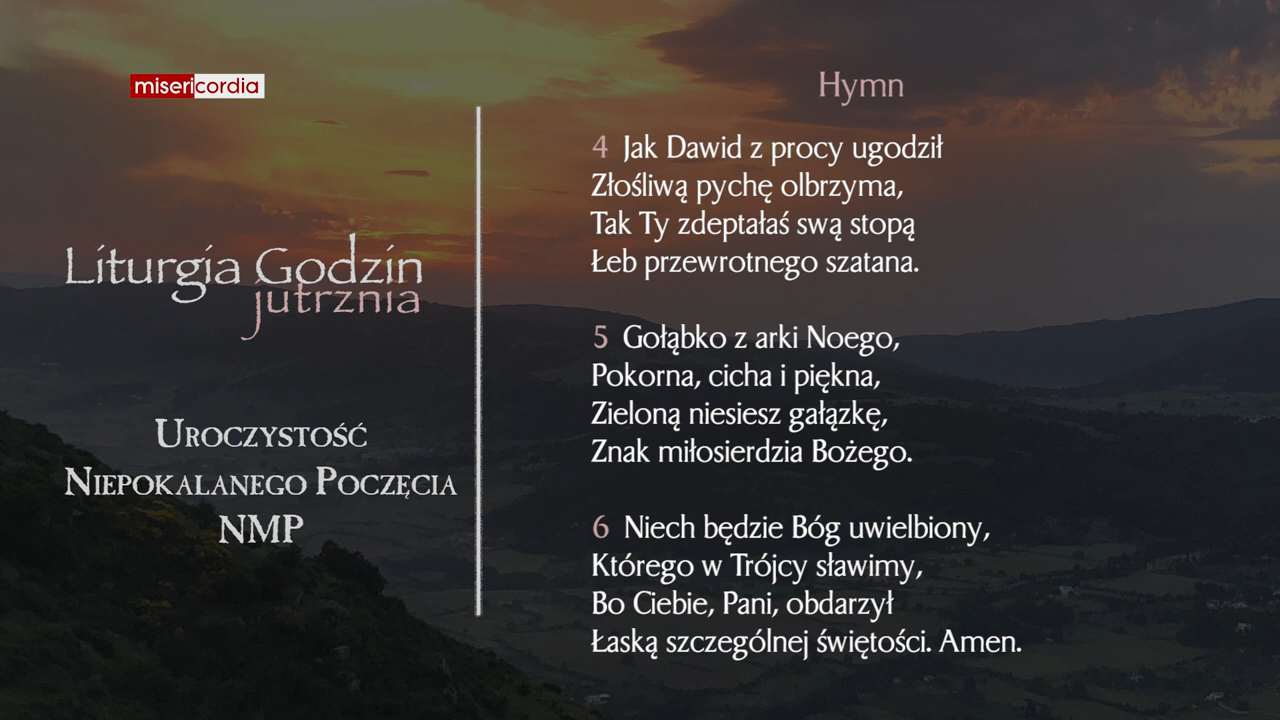 misericordia
Liturgia Godzin
jutrznia
Uroczystość
Niepokalanego Poczęcia
NMP
Hymn
4 Jak Dawid z procy ugodził
Złośliwą pychę olbrzyma,
Tak Ty zdeptałaś swą stopą
Łeb przewrotnego szatana.
5 Gołąbko z arki Noego,
Pokorna, cicha i piękna,
Zieloną niesiesz gałązkę,
Znak miłosierdzia Bożego.
6 Niech będzie Bóg uwielbiony,
Którego w Trójcy sławimy,
Bo Ciebie, Pani, obdarzył
Łaską szczególnej świętości. Amen.